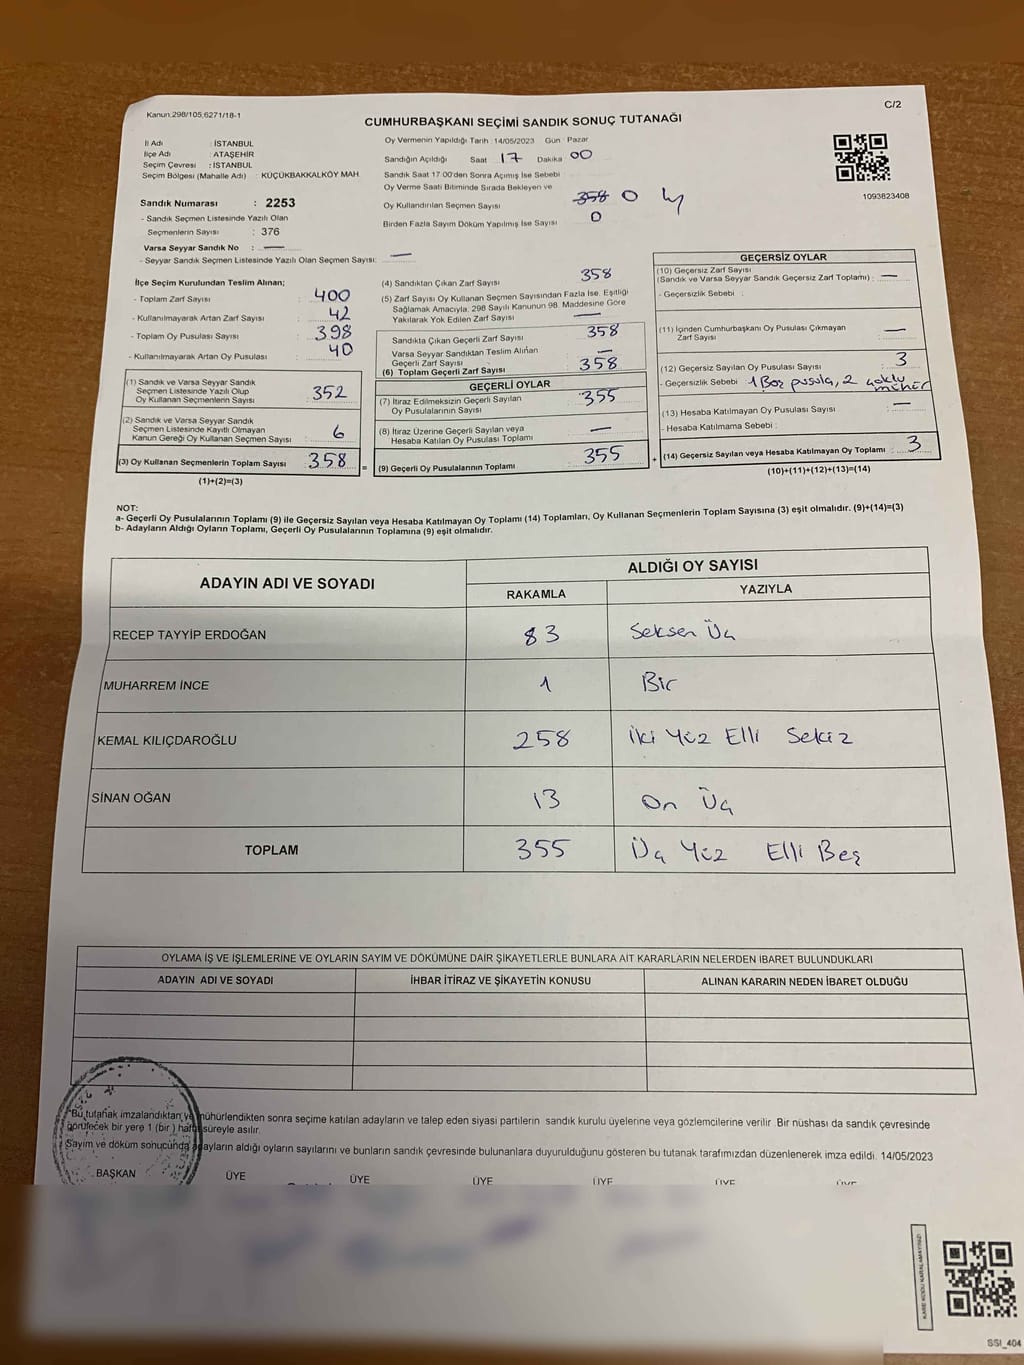 Kanun:298/105,6271/18-1
C/2
CUMHURBAŞKANI SEÇİMİ SANDIK SONUÇ TUTANAĞI
İl Adı : İSTANBUL
İlçe Adı : ATAŞEHİR
Seçim Çevresi : İSTANBUL
Seçim Bölgesi (Mahalle Adı) : KÜÇÜKBAKKALKÖY MAH.
Oy Vermenin Yapıldığı Tarih : 14/05/2023 Gün : Pazar
Sandığın Açıldığı Saat 17 Dakika 00
Sandık Saat 17:00'den Sonra Açımış İse Sebebi
Oy Verme Saati Bitiminde Sırada Bekleyen ve
Oy Kullandırılan Seçmen Sayısı 358 0
Birden Fazla Sayım Döküm Yapılmış İse Sayısı 0
1093823408
Sandık Numarası : 2253
- Sandık Seçmen Listesinde Yazılı Olan
Seçmenlerin Sayısı : 376
Varsa Seyyar Sandık No : —
- Seyyar Sandık Seçmen Listesinde Yazılı Olan Seçmen Sayısı: —
İlçe Seçim Kurulundan Teslim Alınan;
- Toplam Zarf Sayısı : 400
- Kullanılmayarak Artan Zarf Sayısı : 42
- Toplam Oy Pusulası Sayısı : 398
- Kullanılmayarak Artan Oy Pusulası : 40
(1) Sandık ve Varsa Seyyar Sandık
Seçmen Listesinde Yazılı Olup
Oy Kullanan Seçmenlerin Sayısı : 352
(2) Sandık ve Varsa Seyyar Sandık
Seçmen Listesinde Kayıtlı Olmayan
Kanun Gereği Oy Kullanan Seçmen Sayısı : 6
(3) Oy Kullanan Seçmenlerin Toplam Sayısı : 358 =
(1)+(2)=(3)
(4) Sandıktan Çıkan Zarf Sayısı 358
(5) Zarf Sayısı Oy Kullanan Seçmen Sayısından Fazla İse, Eşitliği
Sağlamak Amacıyla, 298 Sayılı Kanunun 98. Maddesine Göre
Yakılarak Yok Edilen Zarf Sayısı —
Sandıkta Çıkan Geçerli Zarf Sayısı 358
Varsa Seyyar Sandıktan Teslim Alınan
Geçerli Zarf Sayısı : —
(6) Toplam Geçerli Zarf Sayısı : 358
GEÇERLİ OYLAR
(7) İtiraz Edilmeksizin Geçerli Sayılan
Oy Pusulalarının Sayısı : 355
(8) İtiraz Üzerine Geçerli Sayılan veya
Hesaba Katılan Oy Pusulası Toplamı : —
(9) Geçerli Oy Pusulalarının Toplamı : 355 +
GEÇERSİZ OYLAR
(10) Geçersiz Zarf Sayısı
(Sandık ve Varsa Seyyar Sandık Geçersiz Zarf Toplamı) : —
- Geçersizlik Sebebi :
(11) İçinden Cumhurbaşkanı Oy Pusulası Çıkmayan
Zarf Sayısı : —
(12) Geçersiz Sayılan Oy Pusulası Sayısı : 3
- Geçersizlik Sebebi : 1 Boş pusula, 2 çoklu
mühür
(13) Hesaba Katılmayan Oy Pusulası Sayısı : —
- Hesaba Katılmama Sebebi :
(14) Geçersiz Sayılan veya Hesaba Katılmayan Oy Toplamı : 3
(10)+(11)+(12)+(13)=(14)
NOT:
a- Geçerli Oy Pusulalarının Toplamı (9) ile Geçersiz Sayılan veya Hesaba Katılmayan Oy Toplamı (14) Toplamları, Oy Kullanan Seçmenlerin Toplam Sayısına (3) eşit olmalıdır. (9)+(14)=(3)
b- Adayların Aldığı Oyların Toplamı, Geçerli Oy Pusulalarının Toplamına (9) eşit olmalıdır.
ADAYIN ADI VE SOYADI
ALDIĞI OY SAYISI
RAKAMLA YAZIYLA
RECEP TAYYİP ERDOĞAN 83 Seksen Üç
MUHARREM İNCE 1 Bir
KEMAL KILIÇDAROĞLU 258 İki Yüz Elli Sekiz
SİNAN OĞAN 13 On Üç
TOPLAM 355 Üç Yüz Elli Beş
OYLAMA İŞ VE İŞLEMLERİNE VE OYLARIN SAYIM VE DÖKÜMÜNE DAİR ŞİKAYETLERLE BUNLARA AİT KARARLARIN NELERDEN İBARET BULUNDUKLARI
ADAYIN ADI VE SOYADI İHBAR İTİRAZ VE ŞİKAYETİN KONUSU ALINAN KARARIN NEDEN İBARET OLDUĞU
Bu tutanak imzalandıktan ve mühürlendikten sonra seçime katılan adayların ve talep eden siyasi partilerin sandık kurulu üyelerine veya gözlemcilerine verilir. Bir nüshası da sandık çevresinde
görülecek bir yere 1 (bir) hafta süreyle asılır.
Sayım ve döküm sonucunda adayların aldığı oyların sayılarını ve bunların sandık çevresinde bulunanlara duyurulduğunu gösteren bu tutanak tarafımızdan düzenlenerek imza edildi. 14/05/2023
BAŞKAN ÜYE ÜYE ÜYE ÜYE ÜYE ÜYE
KARE KODU KARALAMAYINIZ!
SSI_404